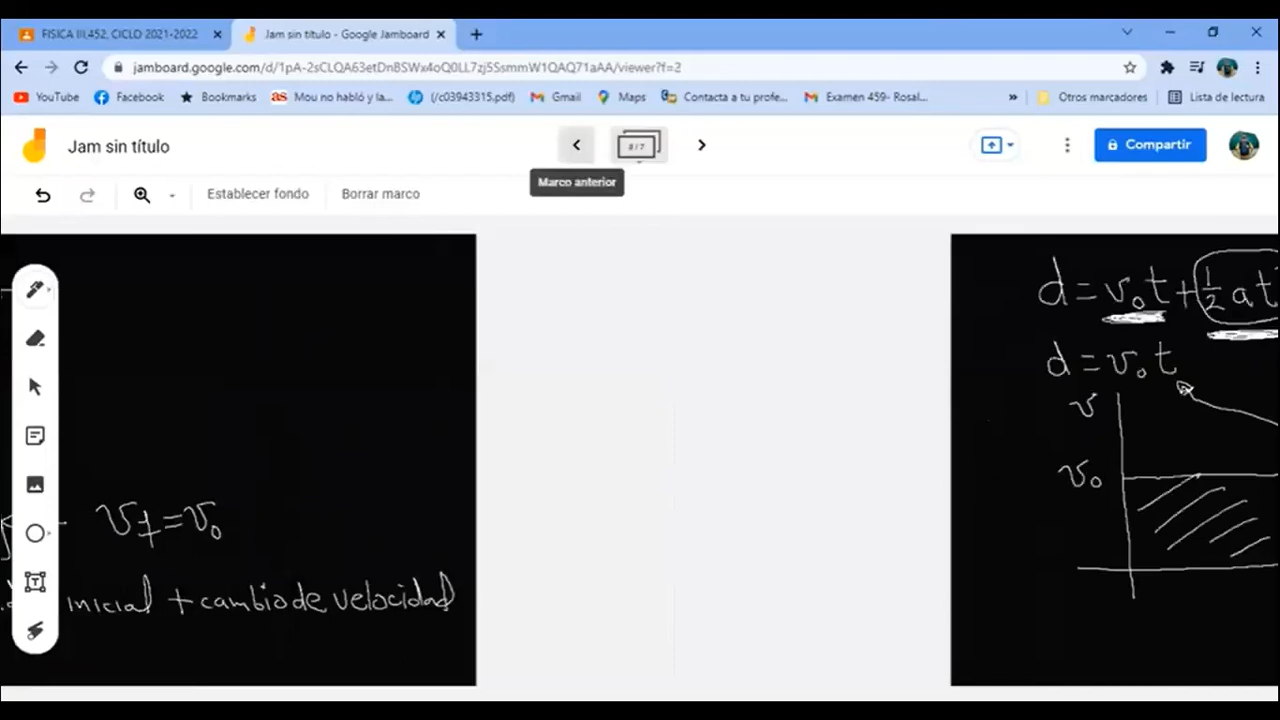 FISICA III,452, CICLO 2021-2022
Jam sin título - Google Jamboard
jamboard.google.com/d/1pA-2sCLQA63etDnBSWx4oQ0LL7zj5SsmmW1QAQ71aAA/viewer?f=2
YouTube Facebook Bookmarks Mou no habló y la... (/c03943315.pdf) Gmail Maps Contacta a tu profe... Examen 459- Rosal... » Otros marcadores Lista de lectura
Jam sin título
8/7
Compartir
Marco anterior
Establecer fondo Borrar marco
d = v₀t + ½at
d = v₀t
v
v₀
vf = v₀
inicial + cambio de velocidad